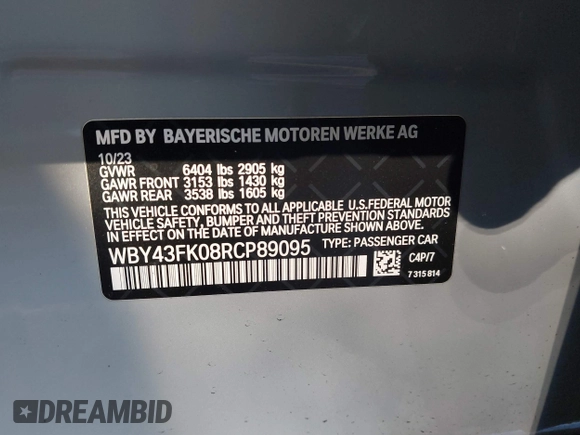 MFD BY BAYERISCHE MOTOREN WERKE AG
10/23
GVWR 6404 lbs 2905 kg
GAWR FRONT 3153 lbs 1430 kg
GAWR REAR 3538 lbs 1605 kg
THIS VEHICLE CONFORMS TO ALL APPLICABLE U.S.FEDERAL MOTOR
VEHICLE SAFETY, BUMPER AND THEFT PREVENTION STANDARDS
IN EFFECT ON THE DATE OF MANUFACTURE SHOWN ABOVE.
WBY43FK08RCP89095 TYPE: PASSENGER CAR
C4P/7
7 315 814
DREAMBID